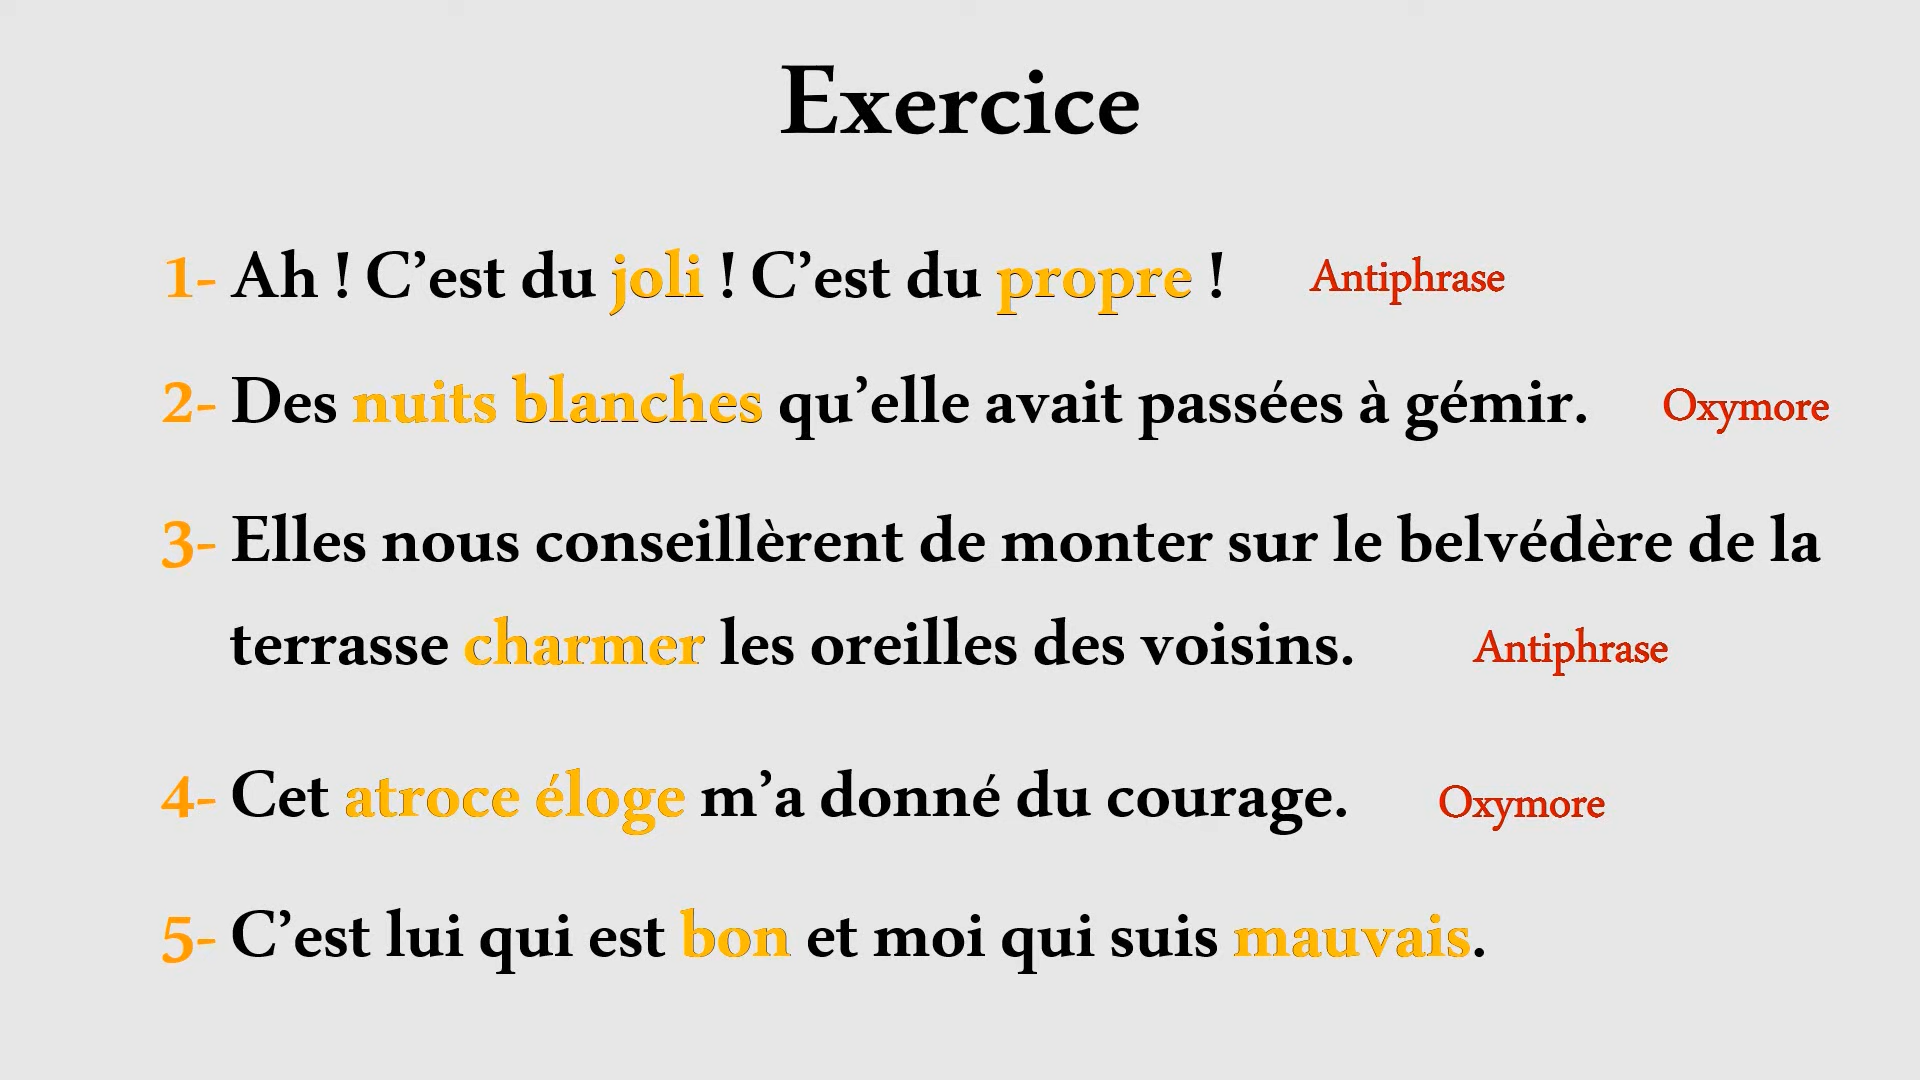 Exercice
1- Ah ! C’est du joli ! C’est du propre ! Antiphrase
2- Des nuits blanches qu’elle avait passées à gémir. Oxymore
3- Elles nous conseillèrent de monter sur le belvédère de la
terrasse charmer les oreilles des voisins. Antiphrase
4- Cet atroce éloge m’a donné du courage. Oxymore
5- C’est lui qui est bon et moi qui suis mauvais.